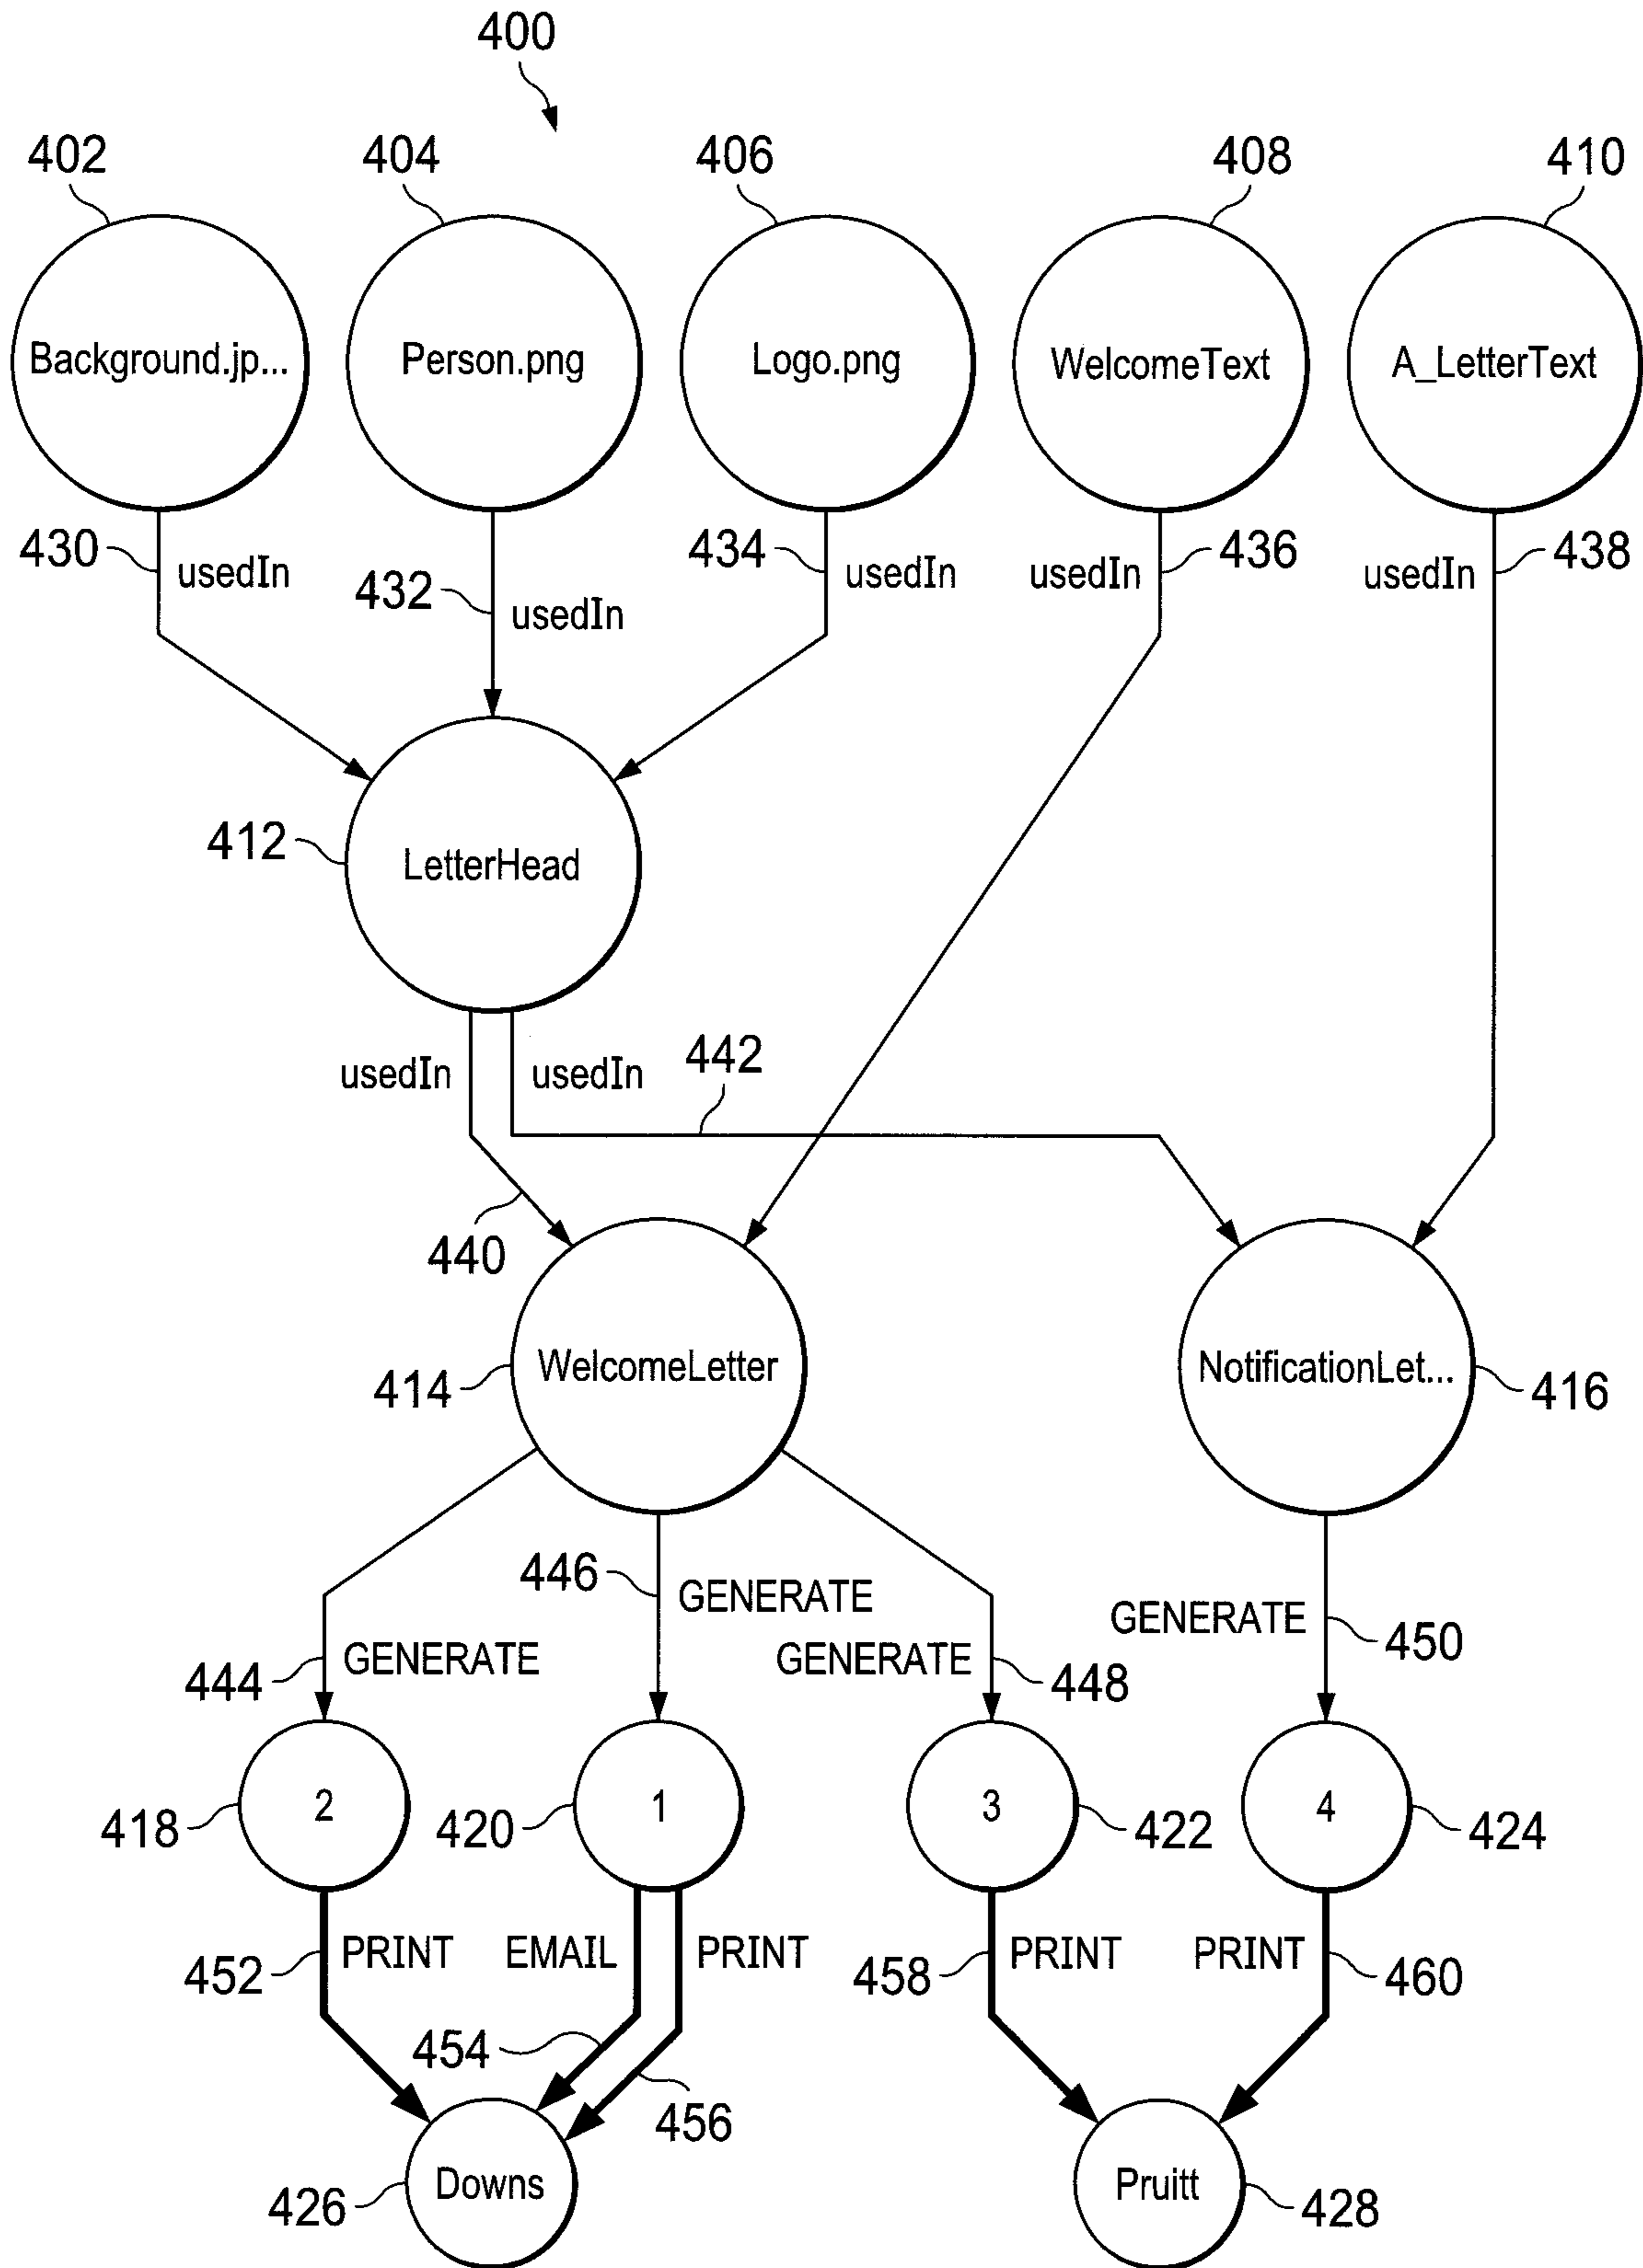 400
402
404
406
408
410
Background.jp...
Person.png
Logo.png
WelcomeText
A_LetterText
430
usedIn
432
usedIn
434
usedIn
usedIn
436
usedIn
438
412
LetterHead
usedIn
usedIn
442
440
414
WelcomeLetter
NotificationLet...
416
444
GENERATE
446
GENERATE
GENERATE
448
GENERATE
450
418
2
420
1
3
422
4
424
452
PRINT
EMAIL
PRINT
458
PRINT
PRINT
460
454
456
426
Downs
Pruitt
428